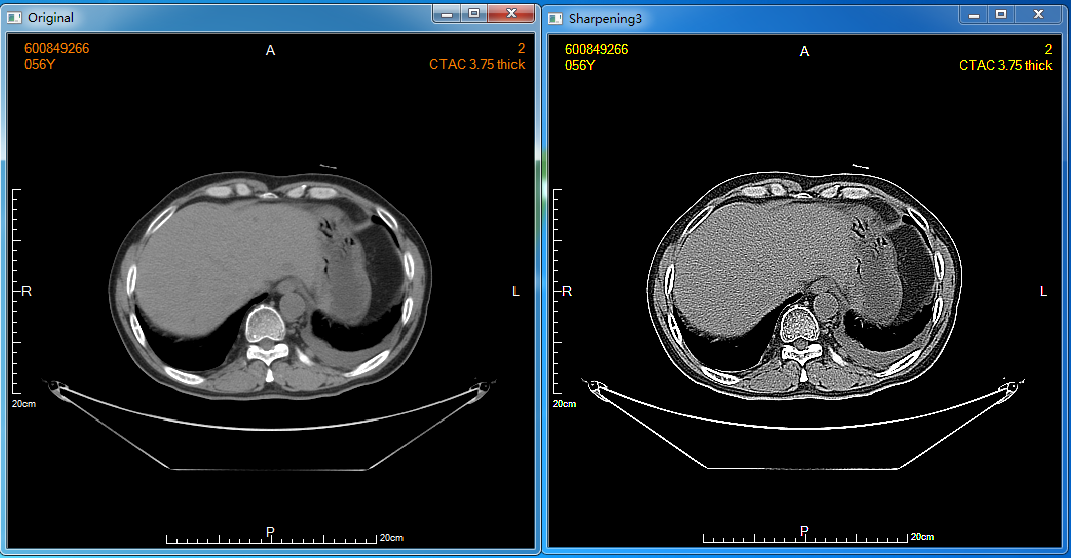 Original
600849266
056Y
A
2
CTAC 3.75 thick
R
L
20cm
P
20cm
Sharpening3
600849266
056Y
A
2
CTAC 3.75 thick
R
L
20cm
P
20cm